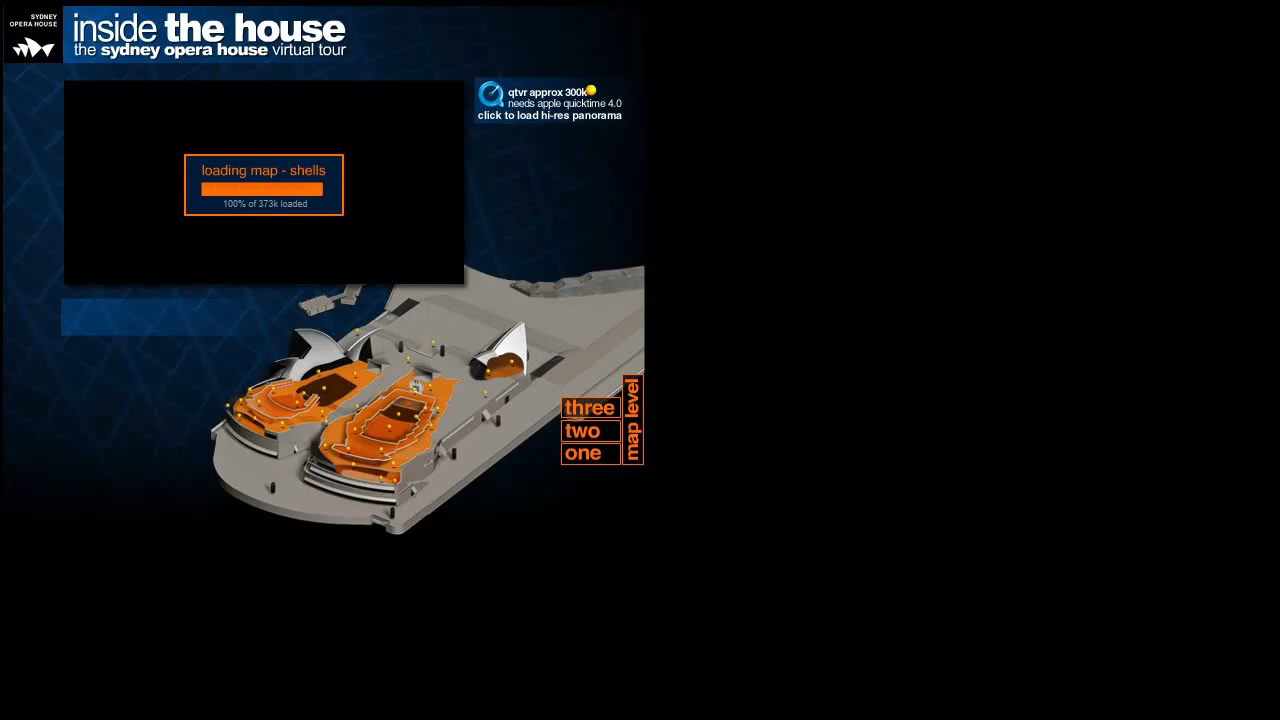 SYDNEY
OPERA HOUSE
inside the house
the sydney opera house virtual tour
qtvr approx 300k
needs apple quicktime 4.0
click to load hi-res panorama
loading map - shells
100% of 373k loaded
three
two
one
map level